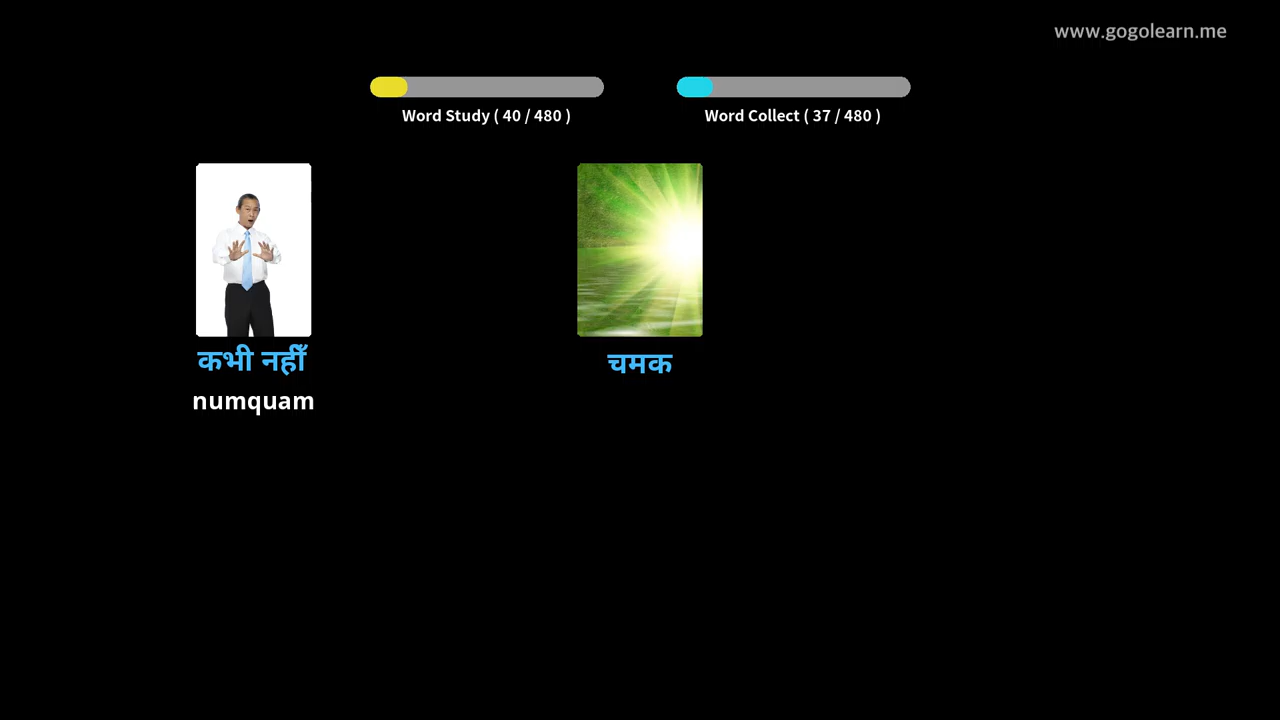 www.gogolearn.me
Word Study ( 40 / 480 )
Word Collect ( 37 / 480 )
कभी नहीँ
चमक
numquam